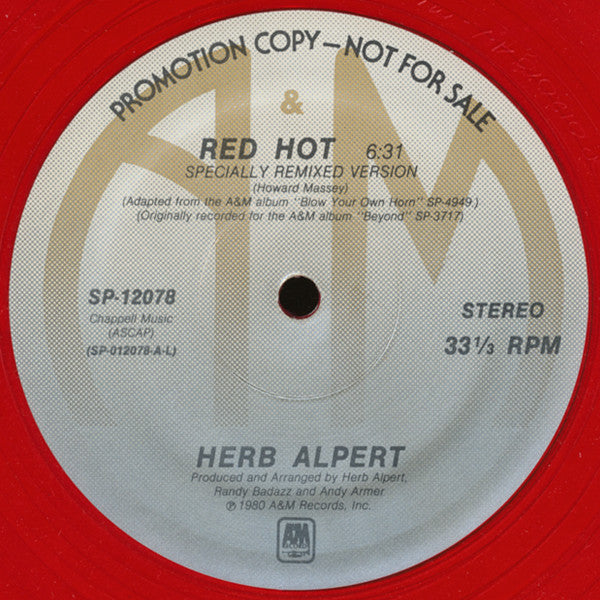 PROMOTION COPY – NOT FOR SALE
&
A M
RED HOT 6:31
SPECIALLY REMIXED VERSION
(Howard Massey)
(Adapted from the A&M album "Blow Your Own Horn" SP-4949,)
(Originally recorded for the A&M album "Beyond" SP-3717)
SP-12078
Chappell Music
(ASCAP)
(SP-012078-A-L)
STEREO
33 1/3 RPM
HERB ALPERT
Produced and Arranged by Herb Alpert,
Randy Badazz and Andy Armer
℗ 1980 A&M Records, Inc.
A&M
RECORDS